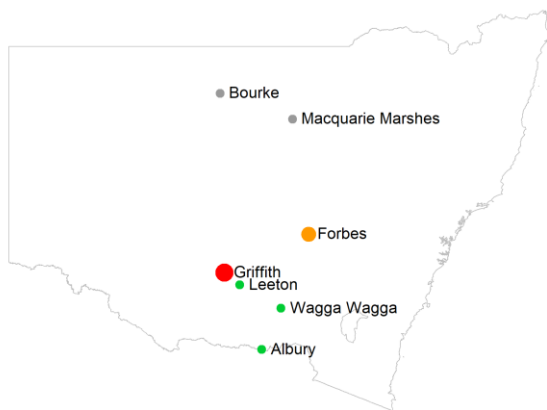 Bourke
Macquarie Marshes
Forbes
Griffith
Leeton
Wagga Wagga
Albury